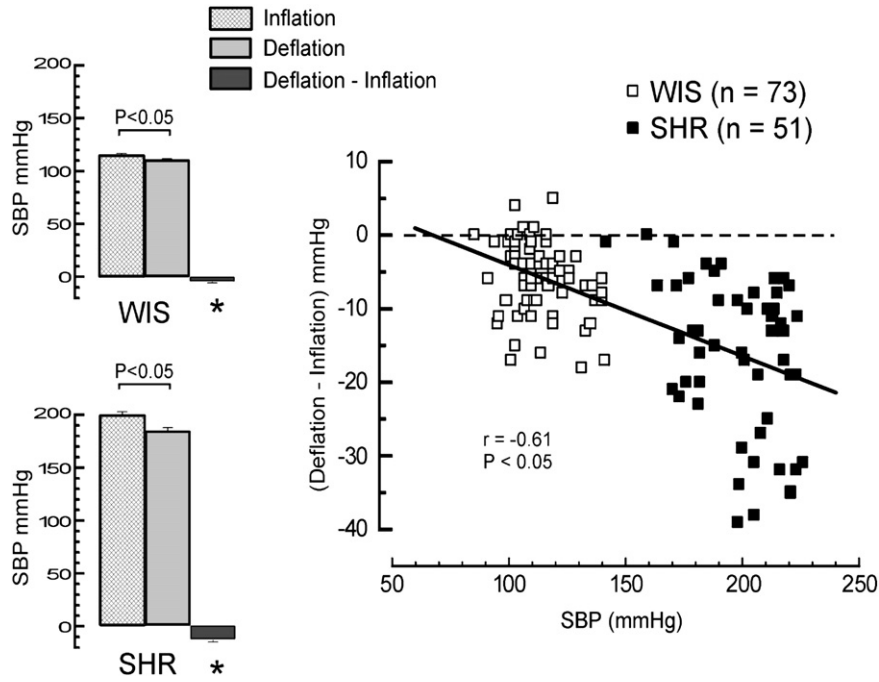 Inflation
Deflation
Deflation - Inflation
200
150
100
50
0
SBP mmHg
P<0.05
WIS
*
200
150
100
50
0
SBP mmHg
P<0.05
SHR
*
WIS (n = 73)
SHR (n = 51)
10
0
-10
-20
-30
-40
(Deflation - Inflation) mmHg
r = -0.61
P < 0.05
50 100 150 200 250
SBP (mmHg)